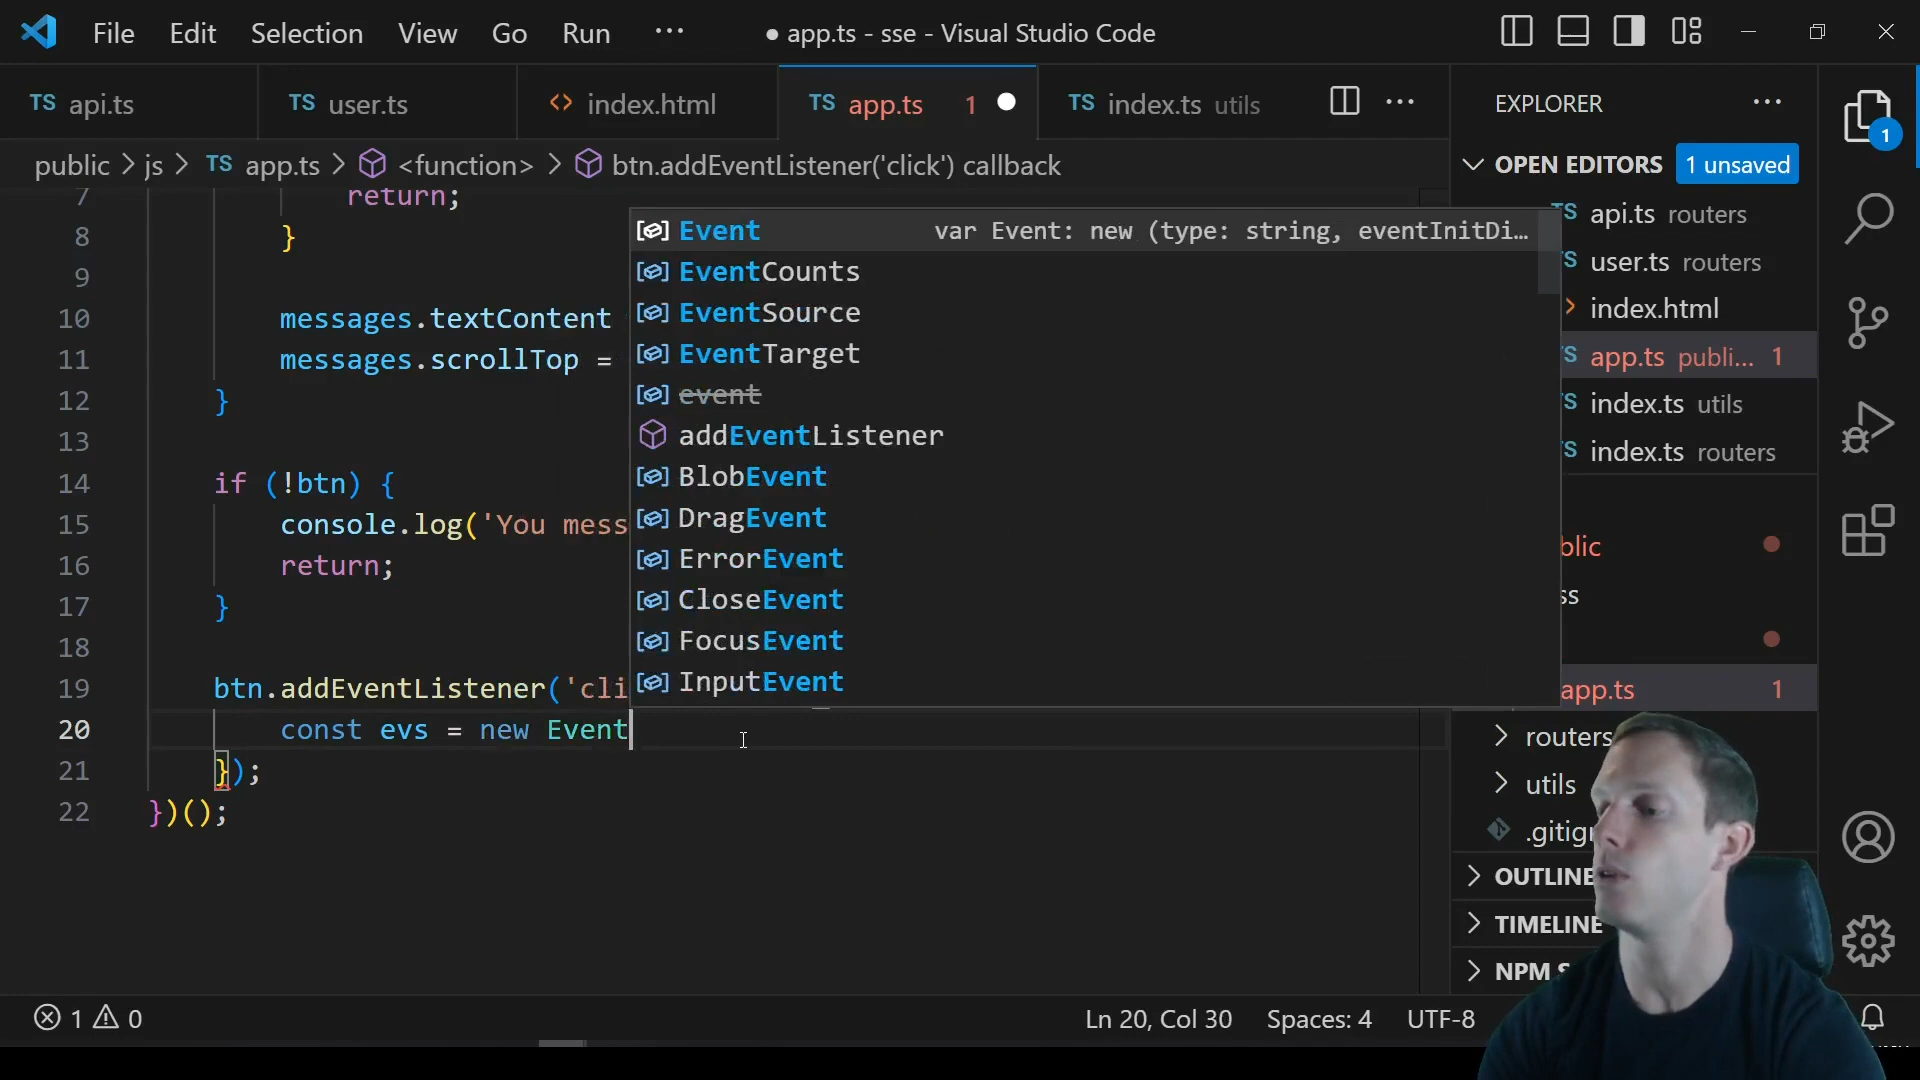 File Edit Selection View Go Run ··· ● app.ts - sse - Visual Studio Code
TS api.ts TS user.ts <> index.html TS app.ts 1 ● TS index.ts utils ···
public > js > TS app.ts > <function> > btn.addEventListener('click') callback
7 return;
8 }
9
10 messages.textContent
11 messages.scrollTop =
12 }
13
14 if (!btn) {
15 console.log('You mess
16 return;
17 }
18
19 btn.addEventListener('cli
20 const evs = new Event
21 });
22 })();
Event var Event: new (type: string, eventInitDi…
EventCounts
EventSource
EventTarget
event
addEventListener
BlobEvent
DragEvent
ErrorEvent
CloseEvent
FocusEvent
InputEvent
EXPLORER ···
OPEN EDITORS 1 unsaved
api.ts routers
user.ts routers
index.html
app.ts publi... 1
index.ts utils
index.ts routers
blic
ss
app.ts 1
routers
utils
.gitign
OUTLINE
TIMELINE
NPM S
1
1 0
Ln 20, Col 30 Spaces: 4 UTF-8